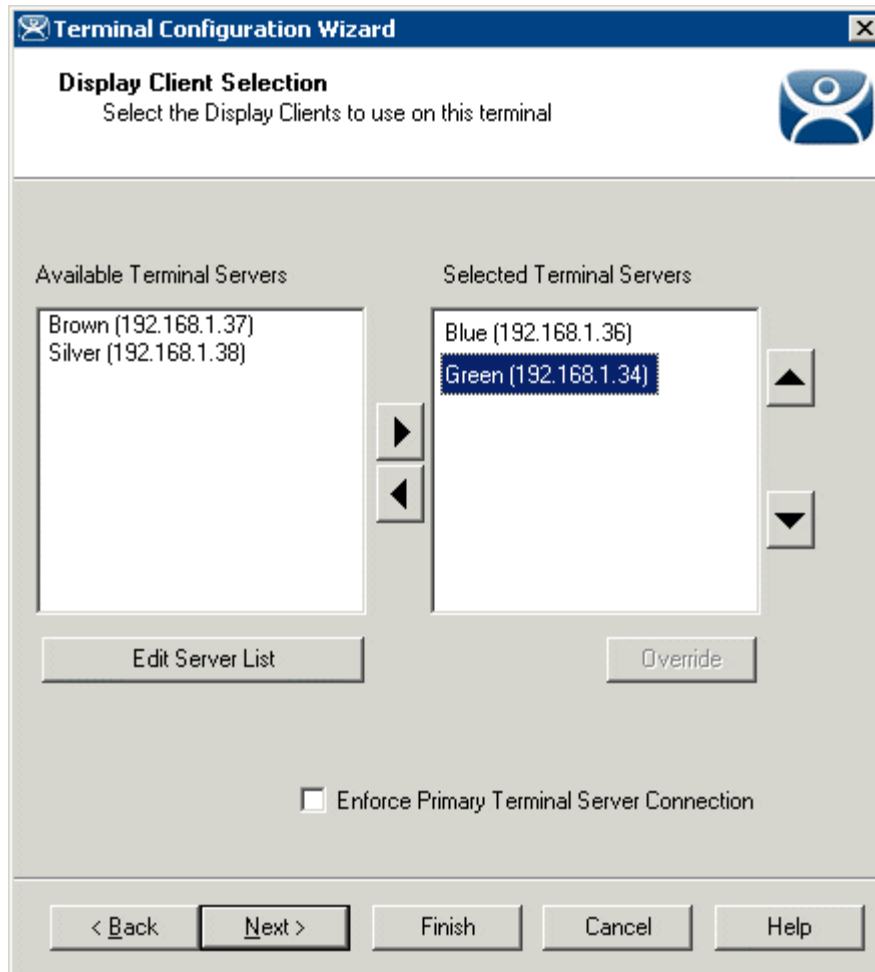 Terminal Configuration Wizard
Display Client Selection
Select the Display Clients to use on this terminal
Available Terminal Servers
Selected Terminal Servers
Brown (192.168.1.37)
Silver (192.168.1.38)
Blue (192.168.1.36)
Green (192.168.1.34)
Edit Server List
Override
Enforce Primary Terminal Server Connection
< Back
Next >
Finish
Cancel
Help